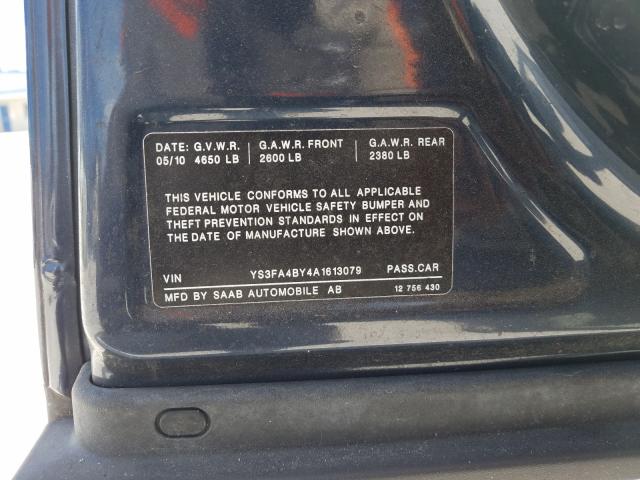 DATE: G.V.W.R. G.A.W.R. FRONT G.A.W.R. REAR
05/10 4650 LB 2600 LB 2380 LB
THIS VEHICLE CONFORMS TO ALL APPLICABLE
FEDERAL MOTOR VEHICLE SAFETY BUMPER AND
THEFT PREVENTION STANDARDS IN EFFECT ON
THE DATE OF MANUFACTURE SHOWN ABOVE.
VIN YS3FA4BY4A1613079 PASS.CAR
MFD BY SAAB AUTOMOBILE AB 12 756 430